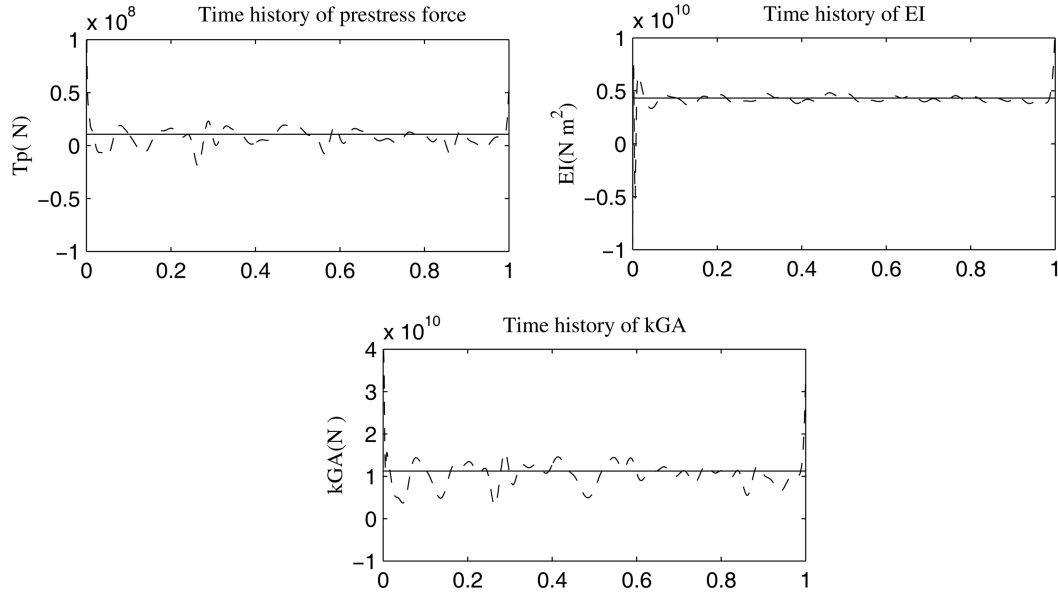 Time history of prestress force
x 10^8
1
0.5
0
−0.5
−1
Tp( N)
0 0.2 0.4 0.6 0.8 1
Time history of EI
x 10^10
1
0.5
0
−0.5
−1
EI(N m^2)
0 0.2 0.4 0.6 0.8 1
Time history of kGA
x 10^10
4
3
2
1
0
−1
kGA(N )
0 0.2 0.4 0.6 0.8 1